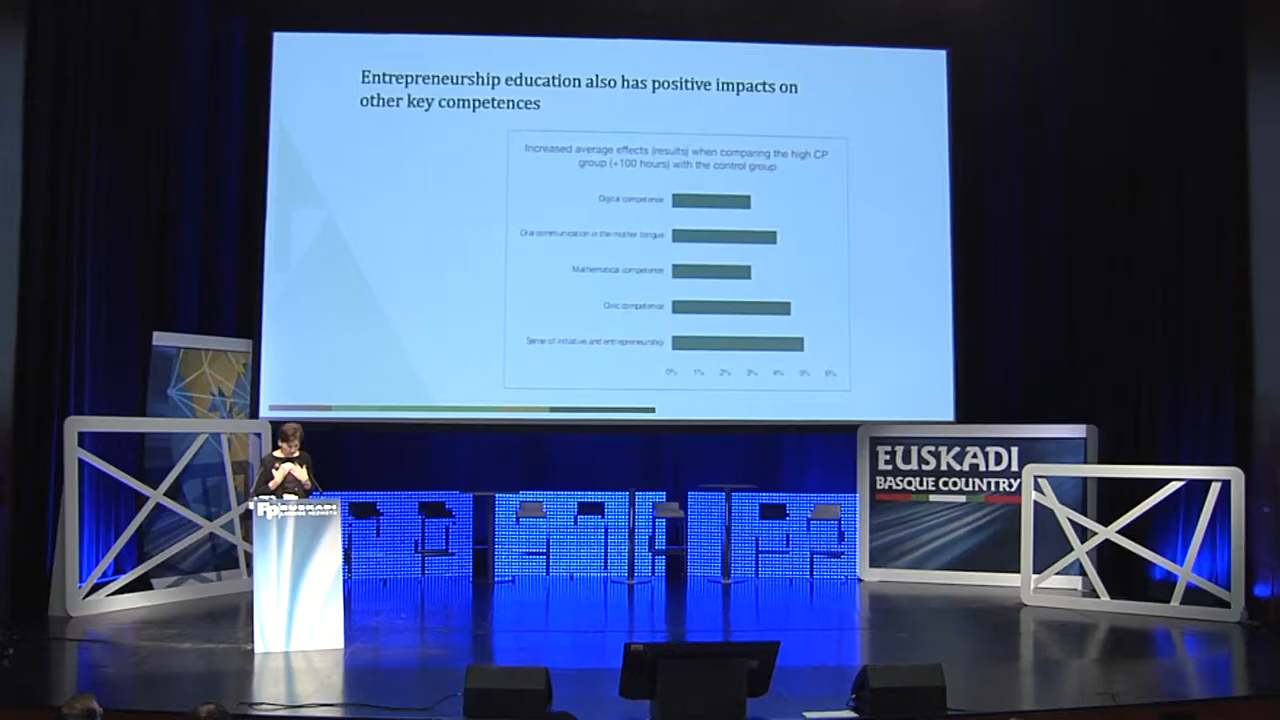 Entrepreneurship education also has positive impacts on
other key competences
Increased average effects (results) when comparing the high CP
group (+100 hours) with the control group
Digital competence
Oral communication in the mother tongue
Mathematical competence
Civic competence
Sense of initiative and entrepreneurship
0% 1% 2% 3% 4% 5% 6%
EUSKADI
BASQUE COUNTRY
Fp EUSKADI